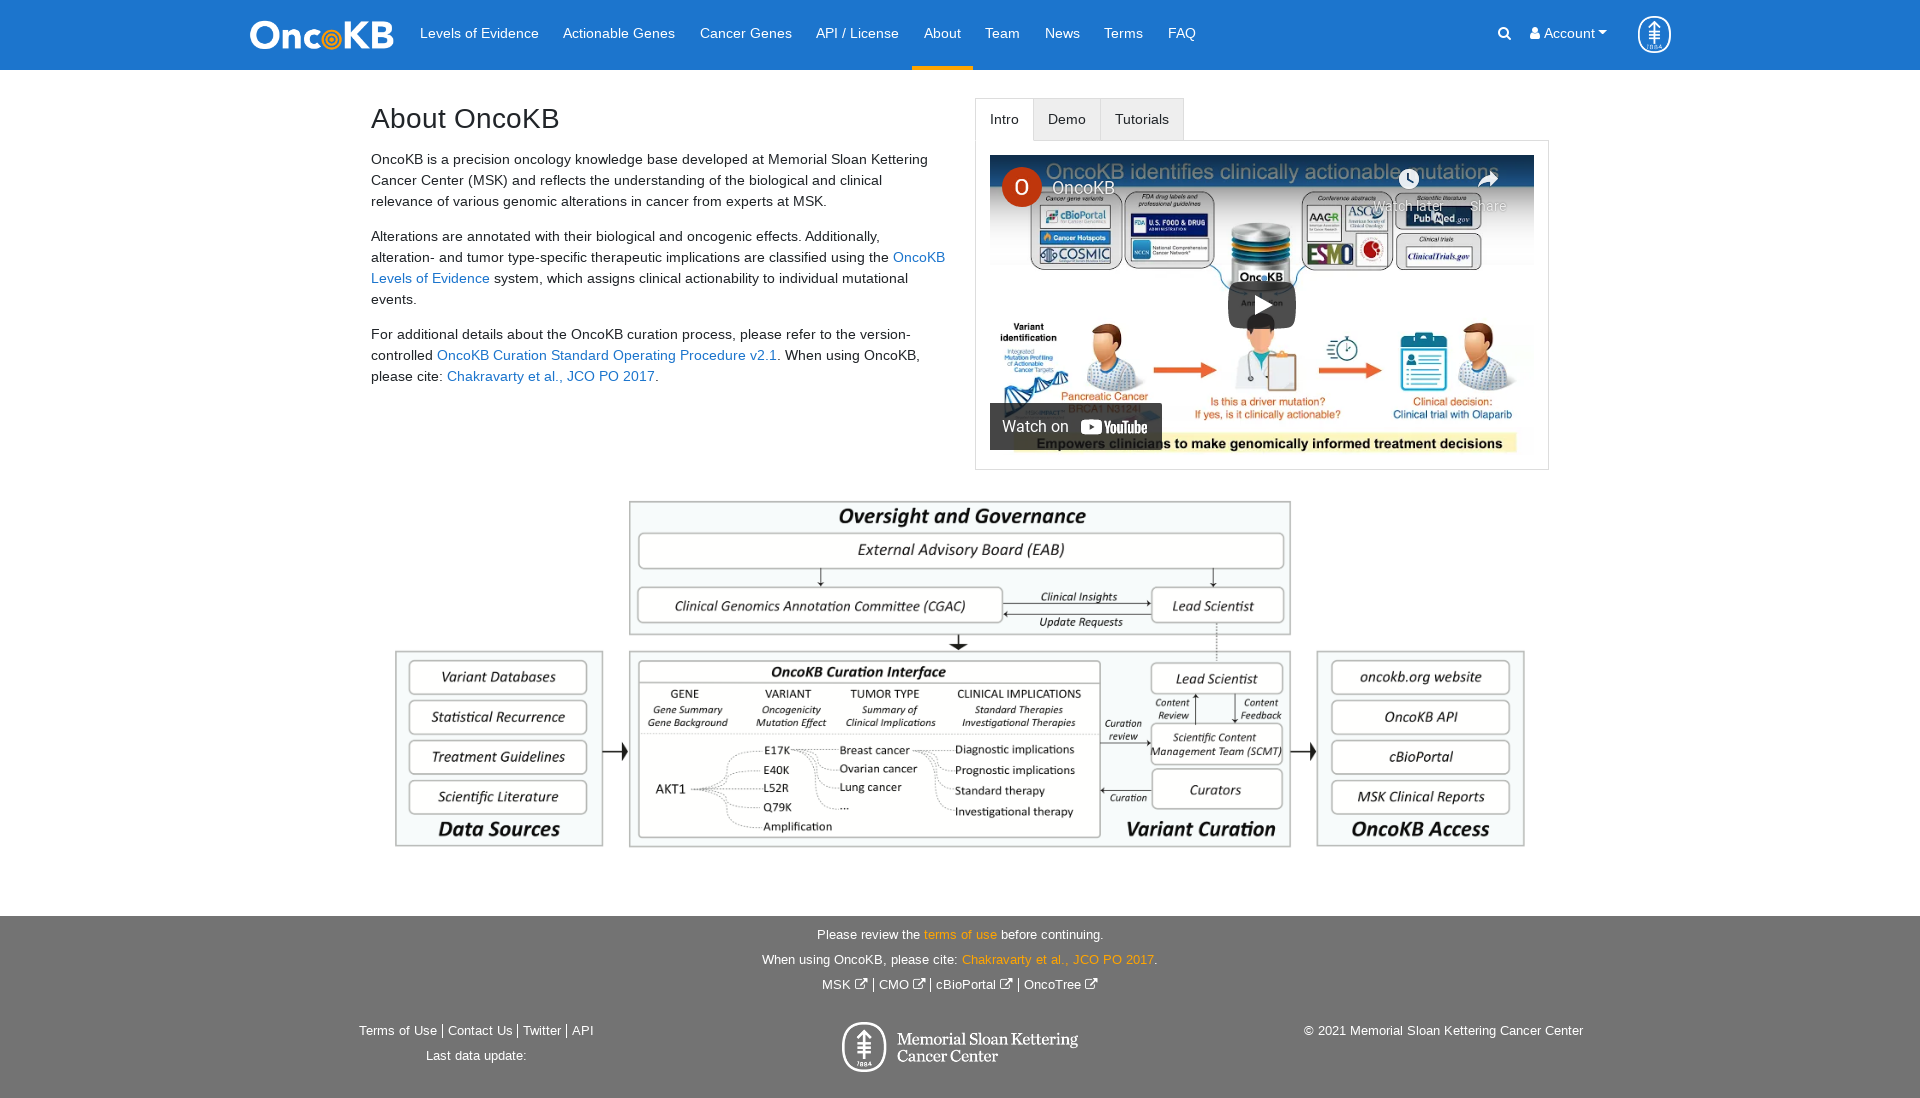 OncoKB Levels of Evidence Actionable Genes Cancer Genes API / License About Team News Terms FAQ Account
About OncoKB
OncoKB is a precision oncology knowledge base developed at Memorial Sloan Kettering
Cancer Center (MSK) and reflects the understanding of the biological and clinical
relevance of various genomic alterations in cancer from experts at MSK.
Alterations are annotated with their biological and oncogenic effects. Additionally,
alteration- and tumor type-specific therapeutic implications are classified using the OncoKB
Levels of Evidence system, which assigns clinical actionability to individual mutational
events.
For additional details about the OncoKB curation process, please refer to the version-
controlled OncoKB Curation Standard Operating Procedure v2.1. When using OncoKB,
please cite: Chakravarty et al., JCO PO 2017.
Intro Demo Tutorials
OncoKB identifies clinically actionable mutations
O OncoKB
Watch later Share
Cancer gene variants
FDA drug labels and
professional guidelines
Conference abstracts
Scientific literature
cBioPortal
Cancer Hotspots
COSMIC
FDA U.S. FOOD & DRUG
ADMINISTRATION
NCCN National Comprehensive
Cancer Network
AACR
ASCO
ESMO
PubMed.gov
Clinical trials
ClinicalTrials.gov
OncoKB
Variant
identification
Integrated
Mutation Profiling
of Actionable
Cancer Targets
Pancreatic Cancer
BRCA1 N3124I
Is this a driver mutation?
If yes, is it clinically actionable?
Clinical decision:
Clinical trial with Olaparib
Watch on YouTube
Empowers clinicians to make genomically informed treatment decisions
Oversight and Governance
External Advisory Board (EAB)
Clinical Genomics Annotation Committee (CGAC)
Clinical Insights
Update Requests
Lead Scientist
Variant Databases
Statistical Recurrence
Treatment Guidelines
Scientific Literature
Data Sources
OncoKB Curation Interface
GENE VARIANT TUMOR TYPE CLINICAL IMPLICATIONS
Gene Summary Oncogenicity Summary of Standard Therapies
Gene Background Mutation Effect Clinical Implications Investigational Therapies
AKT1
E17K
E40K
L52R
Q79K
Amplification
Breast cancer
Ovarian cancer
Lung cancer
...
Diagnostic implications
Prognostic implications
Standard therapy
Investigational therapy
Curation
review
Curation
Lead Scientist
Content
Review
Content
Feedback
Scientific Content
Management Team (SCMT)
Curators
Variant Curation
oncokb.org website
OncoKB API
cBioPortal
MSK Clinical Reports
OncoKB Access
Please review the terms of use before continuing.
When using OncoKB, please cite: Chakravarty et al., JCO PO 2017.
MSK | CMO | cBioPortal | OncoTree
Terms of Use | Contact Us | Twitter | API
Last data update:
1884
Memorial Sloan Kettering
Cancer Center
© 2021 Memorial Sloan Kettering Cancer Center